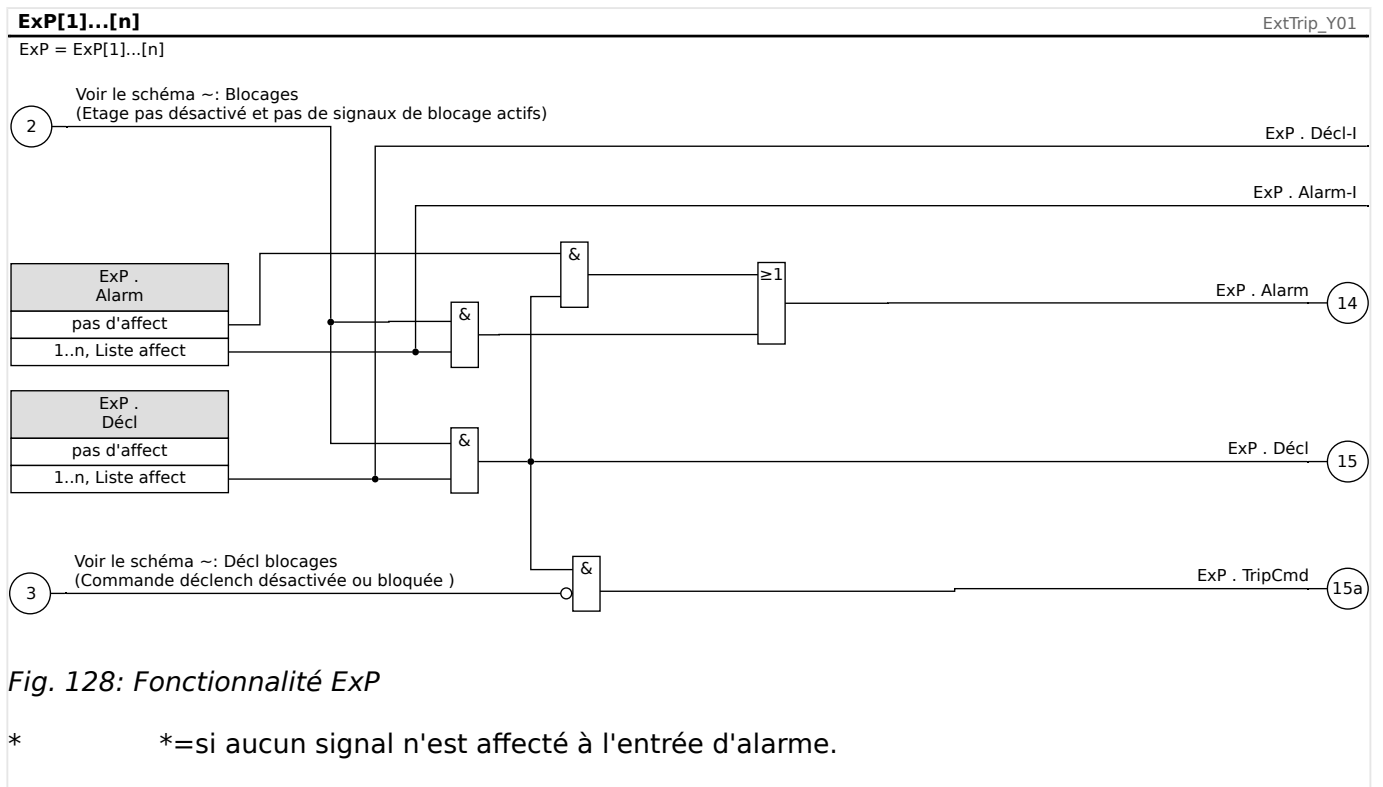 ExP[1]...[n]
ExtTrip_Y01
ExP = ExP[1]...[n]
Voir le schéma ~: Blocages
(Etage pas désactivé et pas de signaux de blocage actifs)
2
ExP . Décl-I
ExP . Alarm-I
&
ExP .
Alarm
≥1
ExP . Alarm
14
pas d'affect
&
1..n, Liste affect
ExP .
Décl
pas d'affect
&
ExP . Décl
15
1..n, Liste affect
Voir le schéma ~: Décl blocages
(Commande déclench désactivée ou bloquée )
3
&
ExP . TripCmd
15a
Fig. 128: Fonctionnalité ExP
* *=si aucun signal n'est affecté à l'entrée d'alarme.